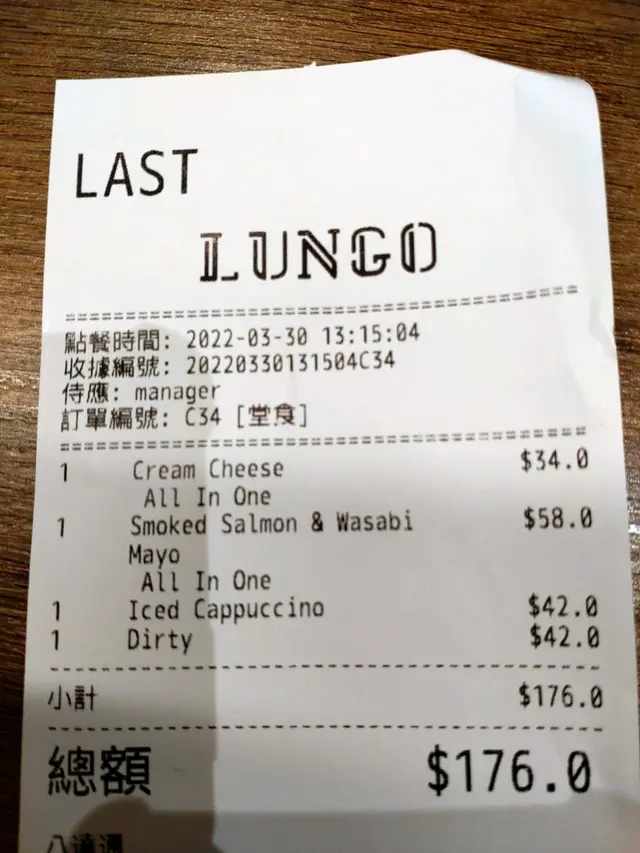 LAST
LUNGO
==================================================
點餐時間: 2022-03-30 13:15:04
收據編號: 20220330131504C34
侍應: manager
訂單編號: C34 [堂食]
==================================================
1 Cream Cheese $34.0
All In One
1 Smoked Salmon & Wasabi $58.0
Mayo
All In One
1 Iced Cappuccino $42.0
1 Dirty $42.0
--------------------------------------------------
小計 $176.0
--------------------------------------------------
總額 $176.0
八達通